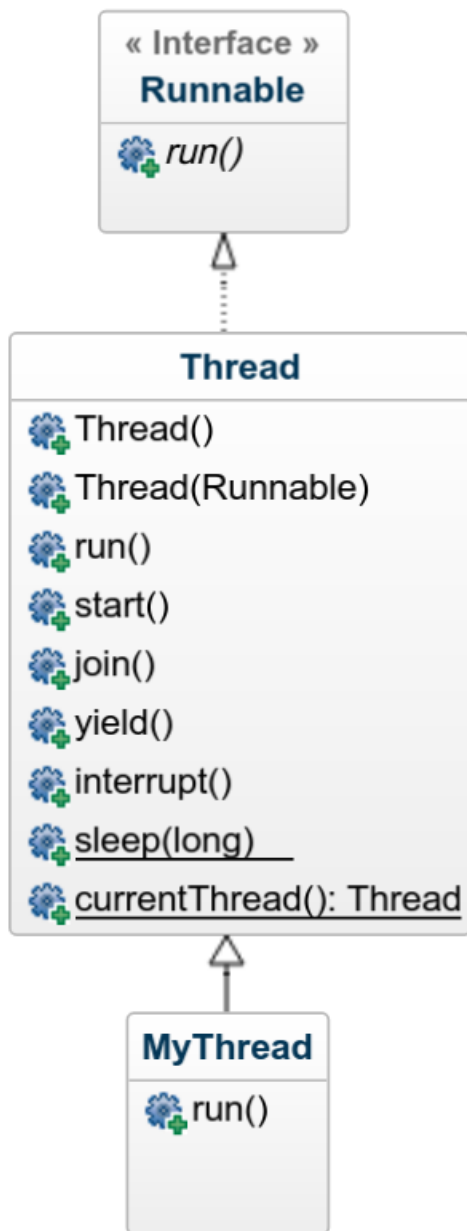 « Interface »
Runnable
run()
Thread
Thread()
Thread(Runnable)
run()
start()
join()
yield()
interrupt()
sleep(long)
currentThread(): Thread
MyThread
run()